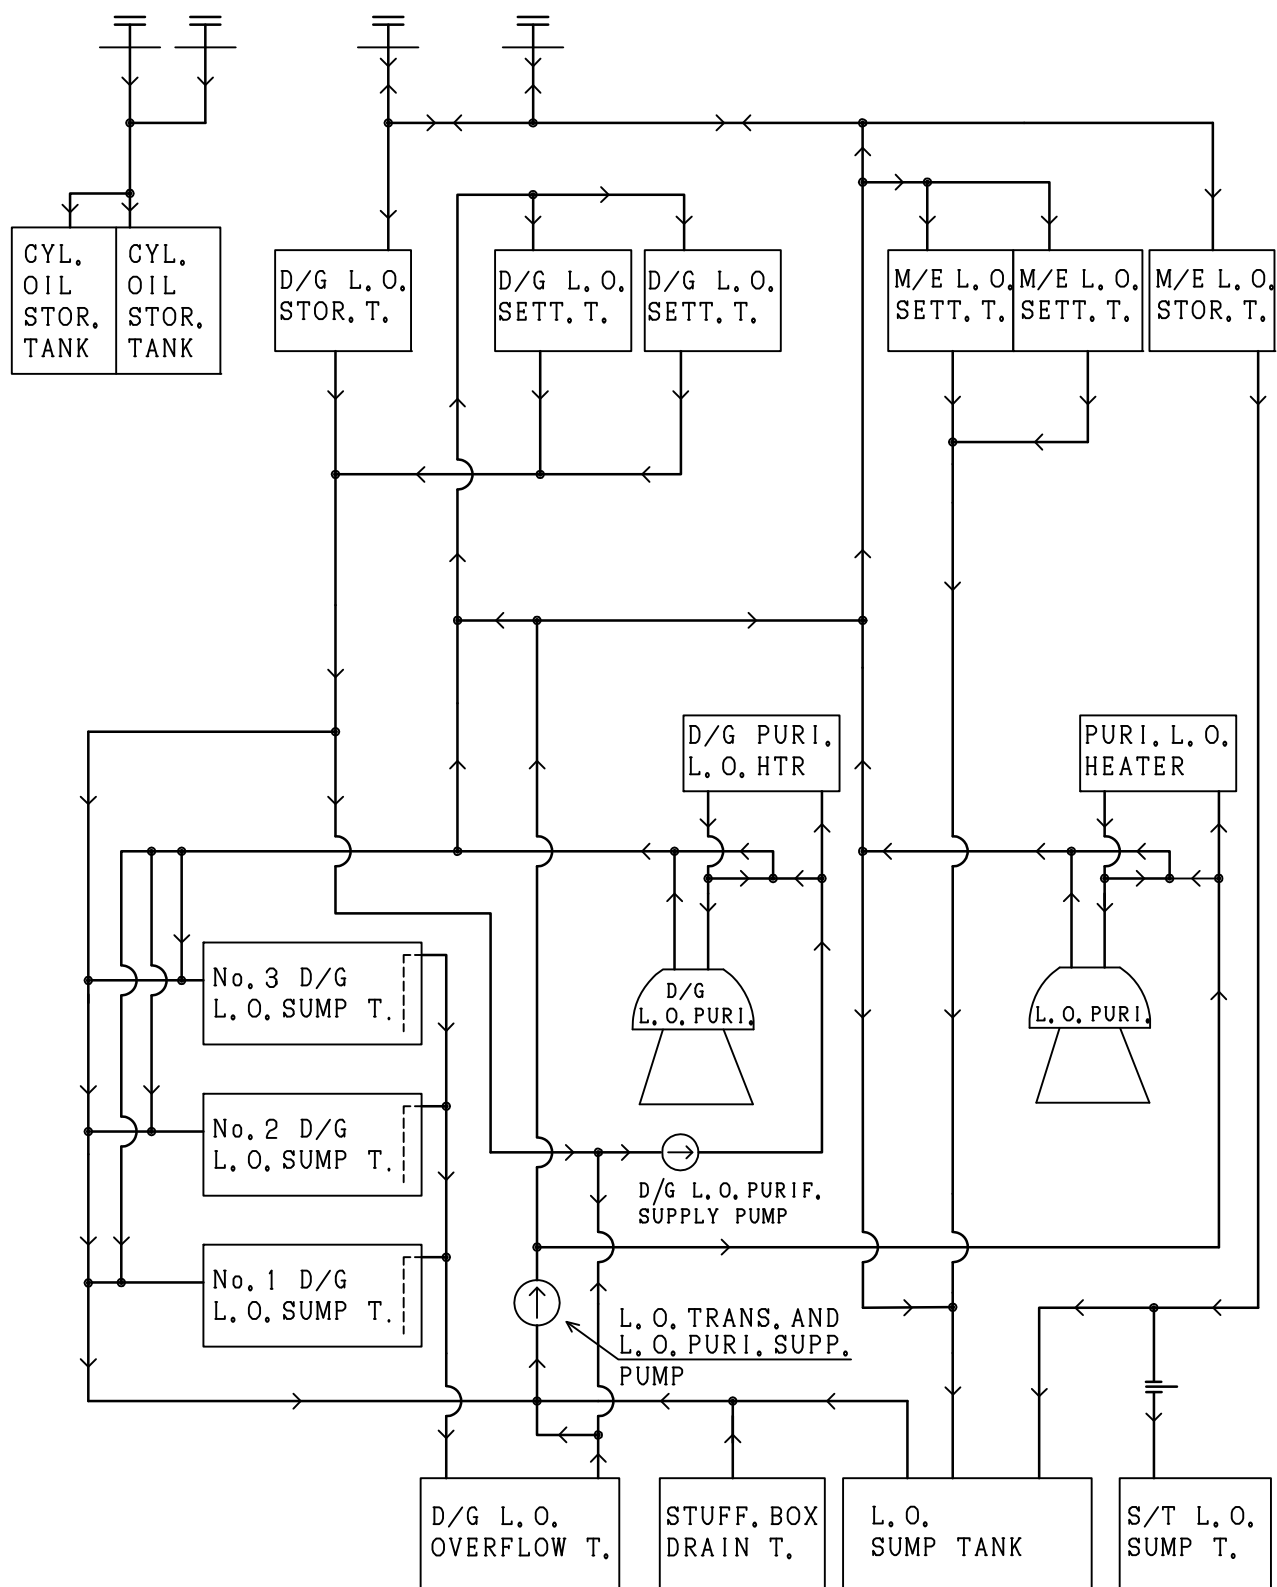 CYL.
OIL
STOR.
TANK
CYL.
OIL
STOR.
TANK
D/G L.O.
STOR.T.
D/G L.O.
SETT.T.
D/G L.O.
SETT.T.
M/E L.O.
SETT.T.
M/E L.O.
SETT.T.
M/E L.O.
STOR.T.
D/G PURI.
L.O.HTR
PURI.L.O.
HEATER
No.3 D/G
L.O.SUMP T.
D/G
L.O.PURI.
L.O.PURI.
No.2 D/G
L.O.SUMP T.
D/G L.O.PURIF.
SUPPLY PUMP
No.1 D/G
L.O.SUMP T.
L.O.TRANS.AND
L.O.PURI.SUPP.
PUMP
D/G L.O.
OVERFLOW T.
STUFF.BOX
DRAIN T.
L.O.
SUMP TANK
S/T L.O.
SUMP T.